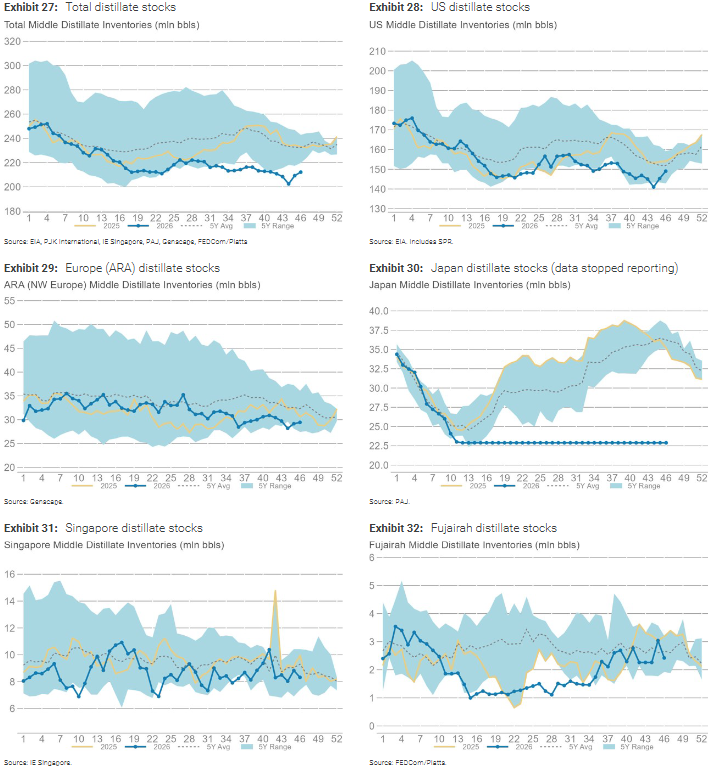 Exhibit 27: Total distillate stocks
Total Middle Distillate Inventories (mln bbls)
320
300
280
260
240
220
200
180
1 4 7 10 13 16 19 22 25 28 31 34 37 40 43 46 49 52
2025 2026 5Y Avg 5Y Range
Source: EIA, PJK International, IE Singapore, PAJ, Genscape, FEDCom/Platts
Exhibit 28: US distillate stocks
US Middle Distillate Inventories (mln bbls)
210
200
190
180
170
160
150
140
130
1 4 7 10 13 16 19 22 25 28 31 34 37 40 43 46 49 52
2025 2026 5Y Avg 5Y Range
Source: EIA. Includes SPR.
Exhibit 29: Europe (ARA) distillate stocks
ARA (NW Europe) Middle Distillate Inventories (mln bbls)
55
50
45
40
35
30
25
20
1 4 7 10 13 16 19 22 25 28 31 34 37 40 43 46 49 52
2025 2026 5Y Avg 5Y Range
Source: Genscape.
Exhibit 30: Japan distillate stocks (data stopped reporting)
Japan Middle Distillate Inventories (mln bbls)
40.0
37.5
35.0
32.5
30.0
27.5
25.0
22.5
20.0
1 4 7 10 13 16 19 22 25 28 31 34 37 40 43 46 49 52
2025 2026 5Y Avg 5Y Range
Source: PAJ.
Exhibit 31: Singapore distillate stocks
Singapore Middle Distillate Inventories (mln bbls)
16
14
12
10
8
6
1 4 7 10 13 16 19 22 25 28 31 34 37 40 43 46 49 52
2025 2026 5Y Avg 5Y Range
Source: IE Singapore.
Exhibit 32: Fujairah distillate stocks
Fujairah Middle Distillate Inventories (mln bbls)
6
5
4
3
2
1
0
1 4 7 10 13 16 19 22 25 28 31 34 37 40 43 46 49 52
2025 2026 5Y Avg 5Y Range
Source: FEDCom/Platts.